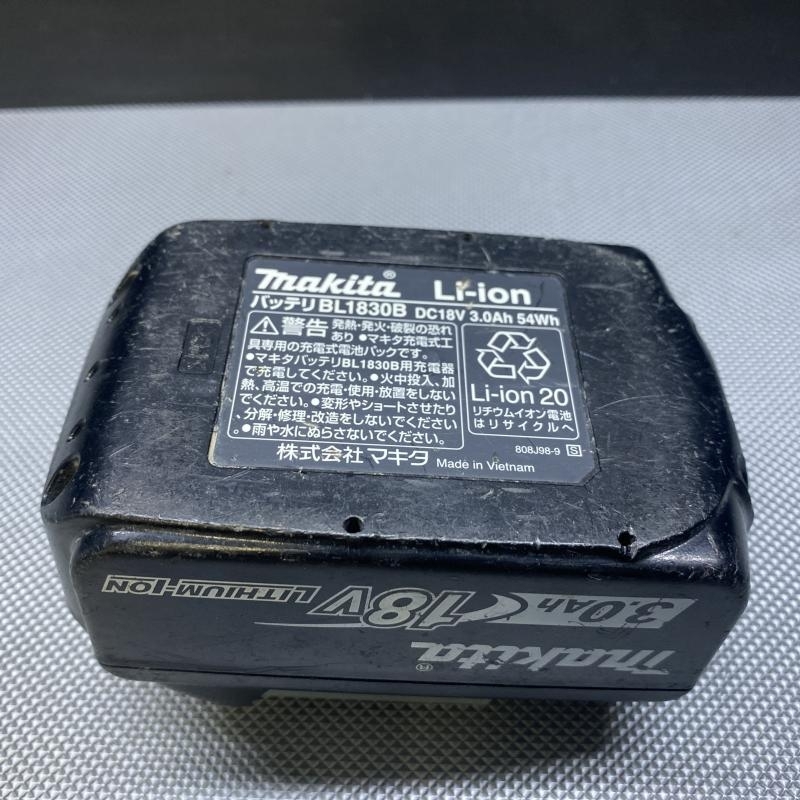 makita® Li-ion
バッテリBL1830B DC18V 3.0Ah 54Wh
警告 発熱・発火・破裂の恐れ
あり ●マキタ充電式工
具専用の充電式電池パックです。
●マキタバッテリBL1830B用充電器
で充電してください。●火中投入、加
熱、高温での充電・使用・放置をしない
でください。●変形やショートさせたり
、分解・修理・改造をしないでください
。●雨や水にぬらさないでください。
Li-ion 20
リチウムイオン電池
はリサイクルへ
株式会社マキタ Made in Vietnam
808J98-9 S
makita®
3.0Ah 18V LITHIUM-ION